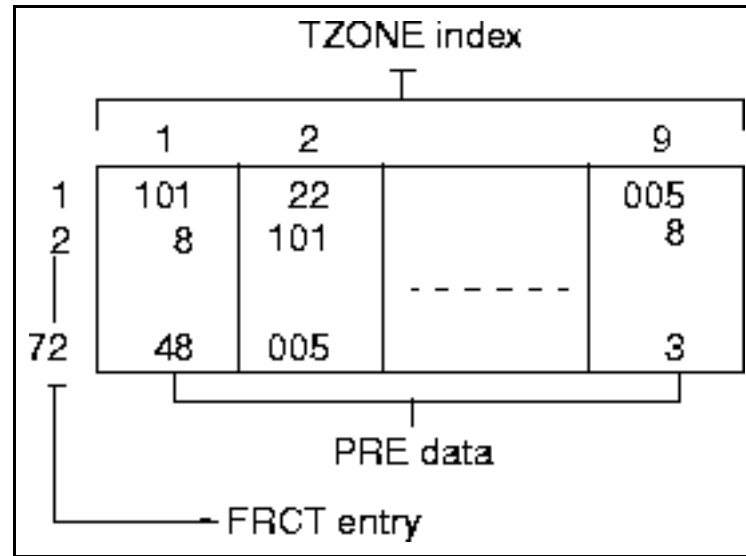 TZONE index
1 2 9
1 101 22 005
2 8 101 8
72 48 005 3
PRE data
FRCT entry